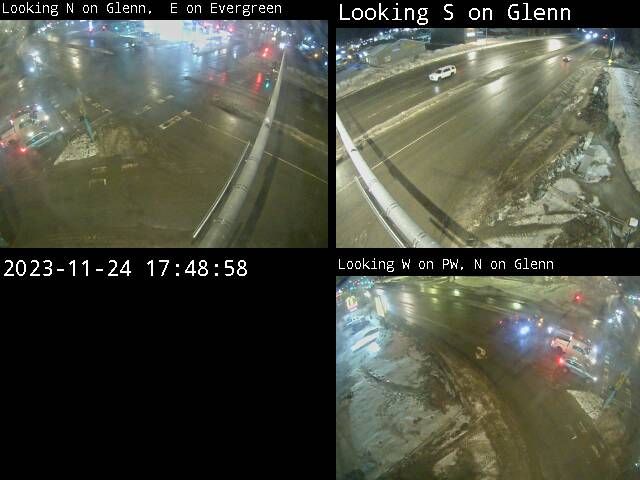 Looking N on Glenn,  E on Evergreen
Looking S on Glenn
2023-11-24 17:48:58
Looking W on PW, N on Glenn